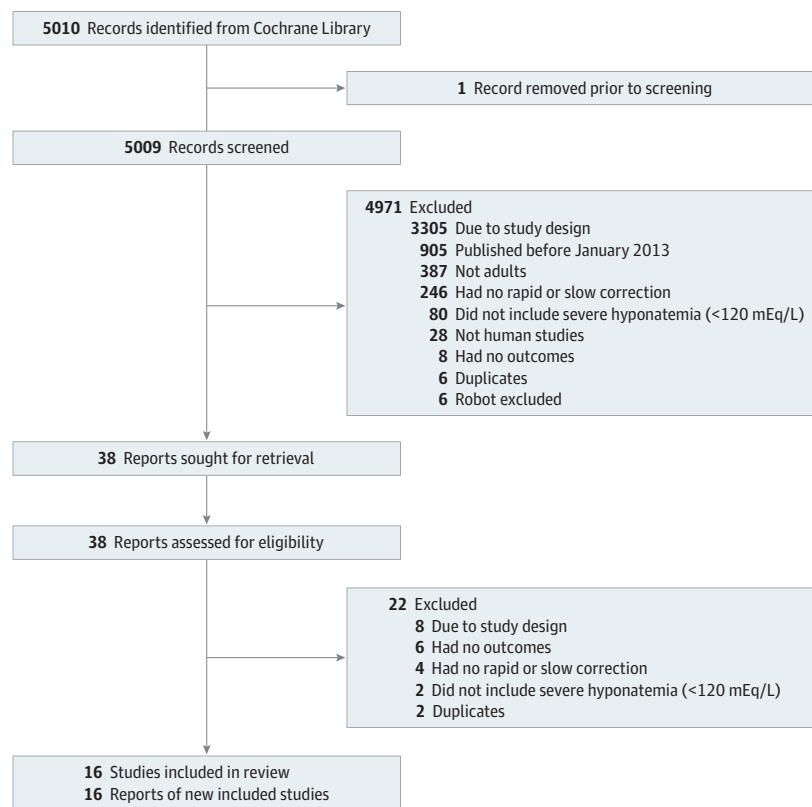 5010 Records identified from Cochrane Library
1 Record removed prior to screening
5009 Records screened
4971 Excluded
3305 Due to study design
905 Published before January 2013
387 Not adults
246 Had no rapid or slow correction
80 Did not include severe hyponatemia (<120 mEq/L)
28 Not human studies
8 Had no outcomes
6 Duplicates
6 Robot excluded
38 Reports sought for retrieval
38 Reports assessed for eligibility
22 Excluded
8 Due to study design
6 Had no outcomes
4 Had no rapid or slow correction
2 Did not include severe hyponatemia (<120 mEq/L)
2 Duplicates
16 Studies included in review
16 Reports of new included studies